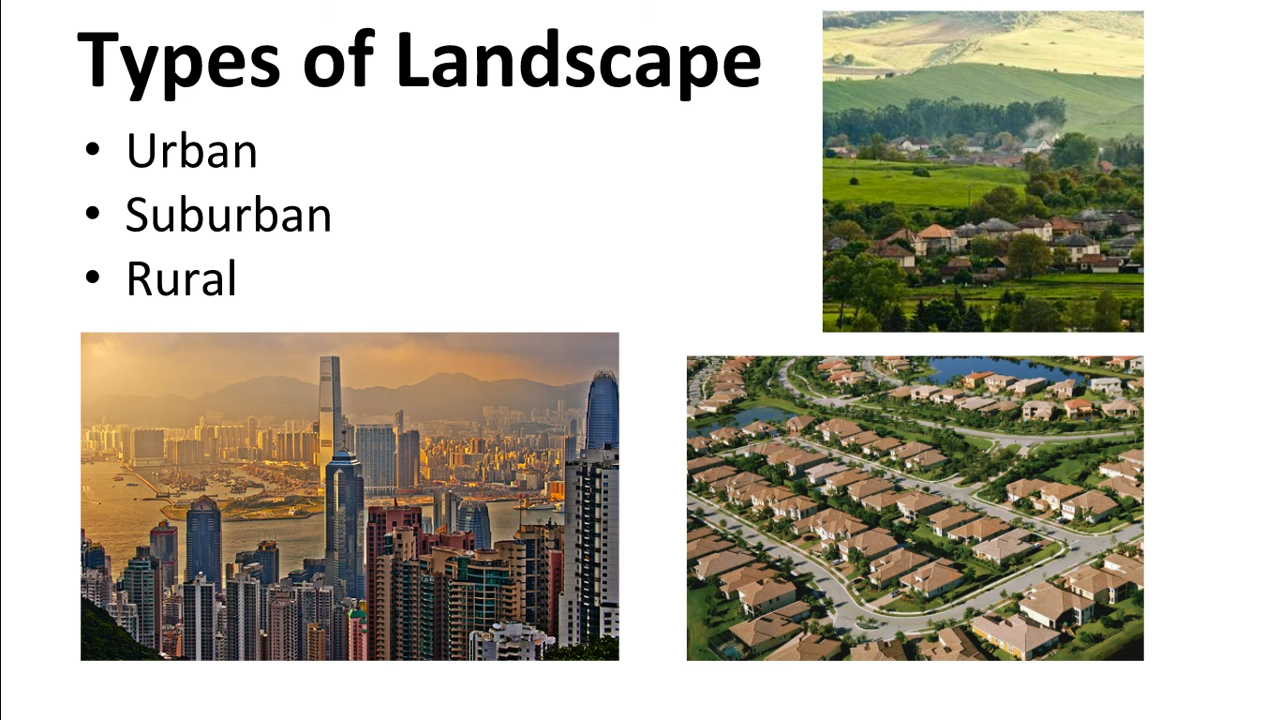 Types of Landscape
• Urban
• Suburban
• Rural